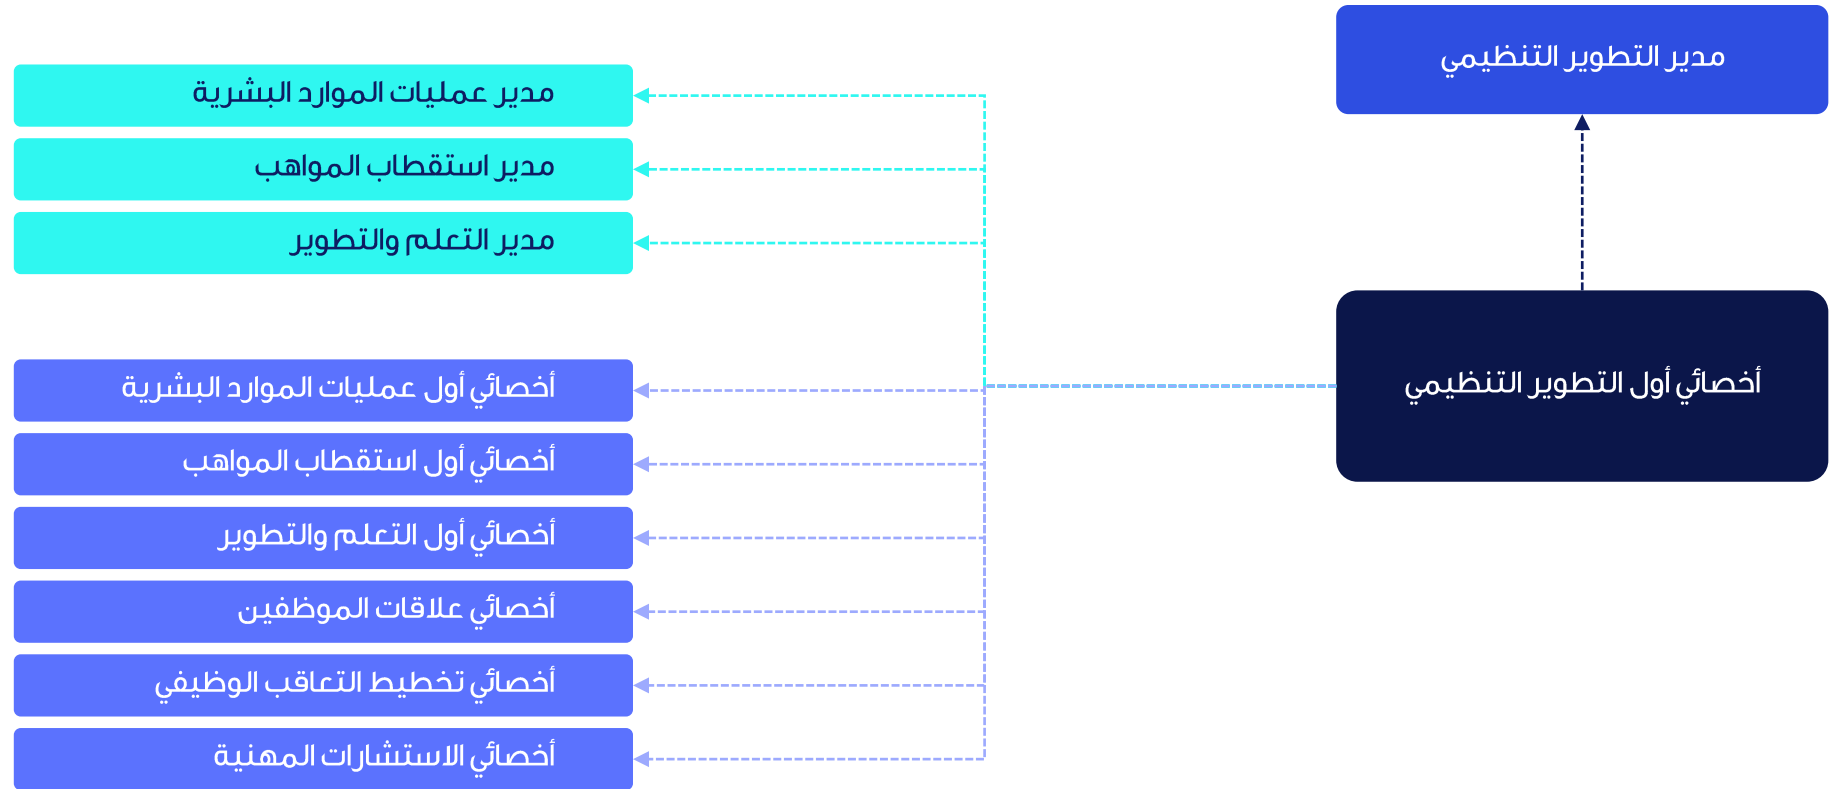 مدير التطوير التنظيمي
أخصائي أول التطوير التنظيمي
مدير عمليات الموارد البشرية
مدير استقطاب المواهب
مدير التعلم والتطوير
أخصائي أول عمليات الموارد البشرية
أخصائي أول استقطاب المواهب
أخصائي أول التعلم والتطوير
أخصائي علاقات الموظفين
أخصائي تخطيط التعاقب الوظيفي
أخصائي الاستشارات المهنية